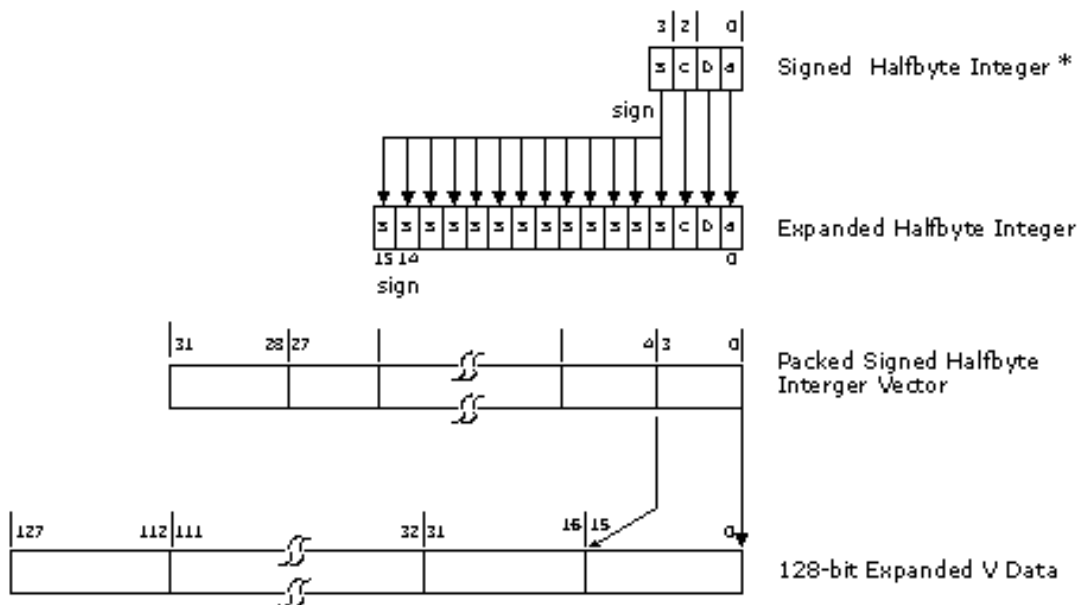 3 2 0
S C D a
Signed Halfbyte Integer *
sign
S S S S S S S S S S S S S C D a
Expanded Halfbyte Integer
15 14 0
sign
31 28 27 4 3 0
Packed Signed Halfbyte
Interger Vector
127 112 111 32 31 16 15 0
128-bit Expanded V Data